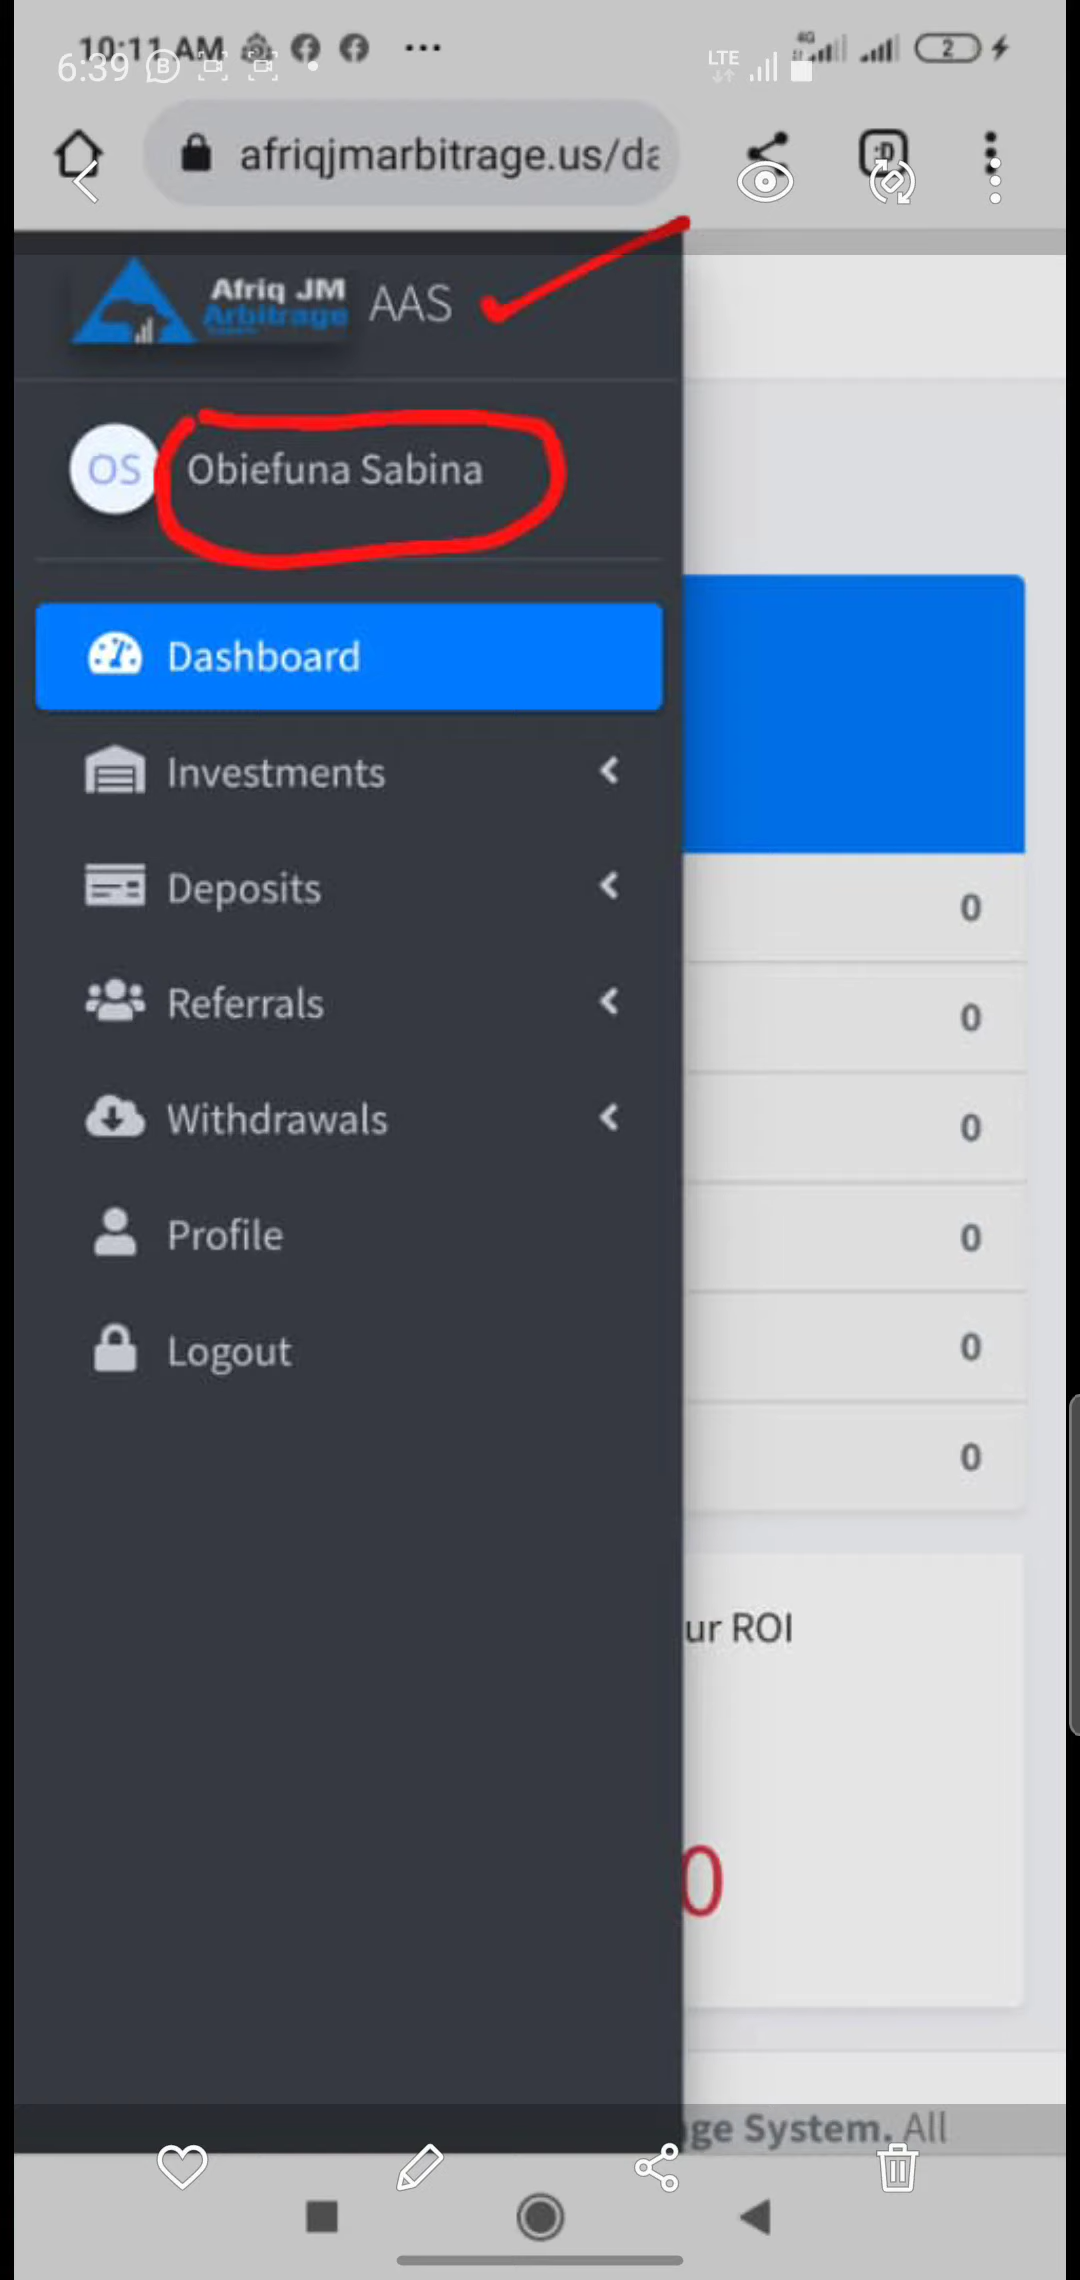 10:11 AM
6:39
LTE
4G
2
afriqjmarbitrage.us/da
:D
Afriq JM
Arbitrage
AAS
OS
Obiefuna Sabina
Dashboard
Investments
Deposits
0
Referrals
0
Withdrawals
0
Profile
0
Logout
0
0
ur ROI
0
ge System. All